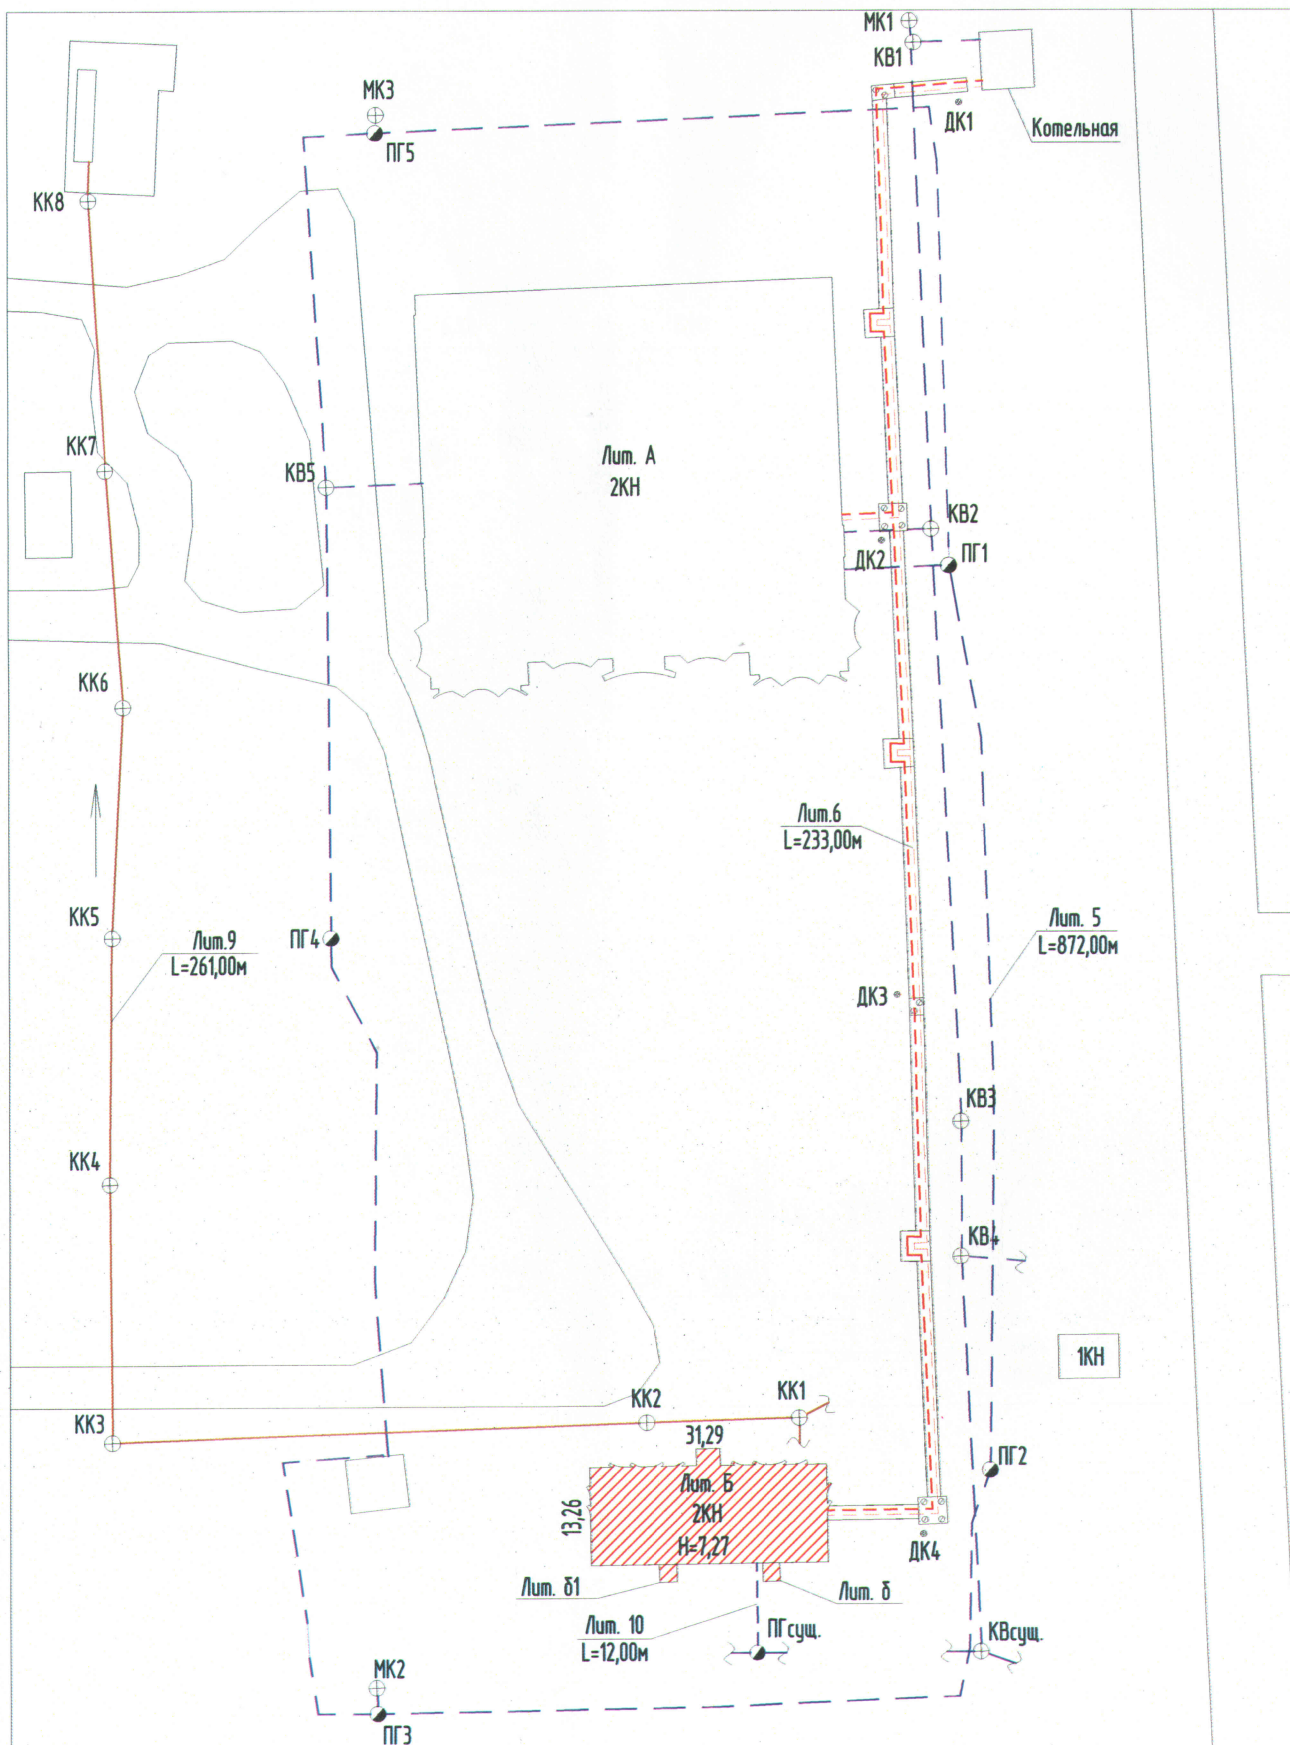 МК1
КВ1
МК3
ДК1
Котельная
ПГ5
КК8
КК7
КВ5
Лит. А
2КН
КВ2
ДК2
ПГ1
КК6
Лит.6
L=233,00м
КК5
Лит.9
L=261,00м
ПГ4
Лит. 5
L=872,00м
ДК3
КВ3
КК4
КВ4
1КН
КК3
КК2
КК1
31,29
ПГ2
Лит. Б
13,26
2КН
Н=7,27
ДК4
Лит. б1
Лит. б
Лит. 10
L=12,00м
ПГсущ.
КВсущ.
МК2
ПГ3